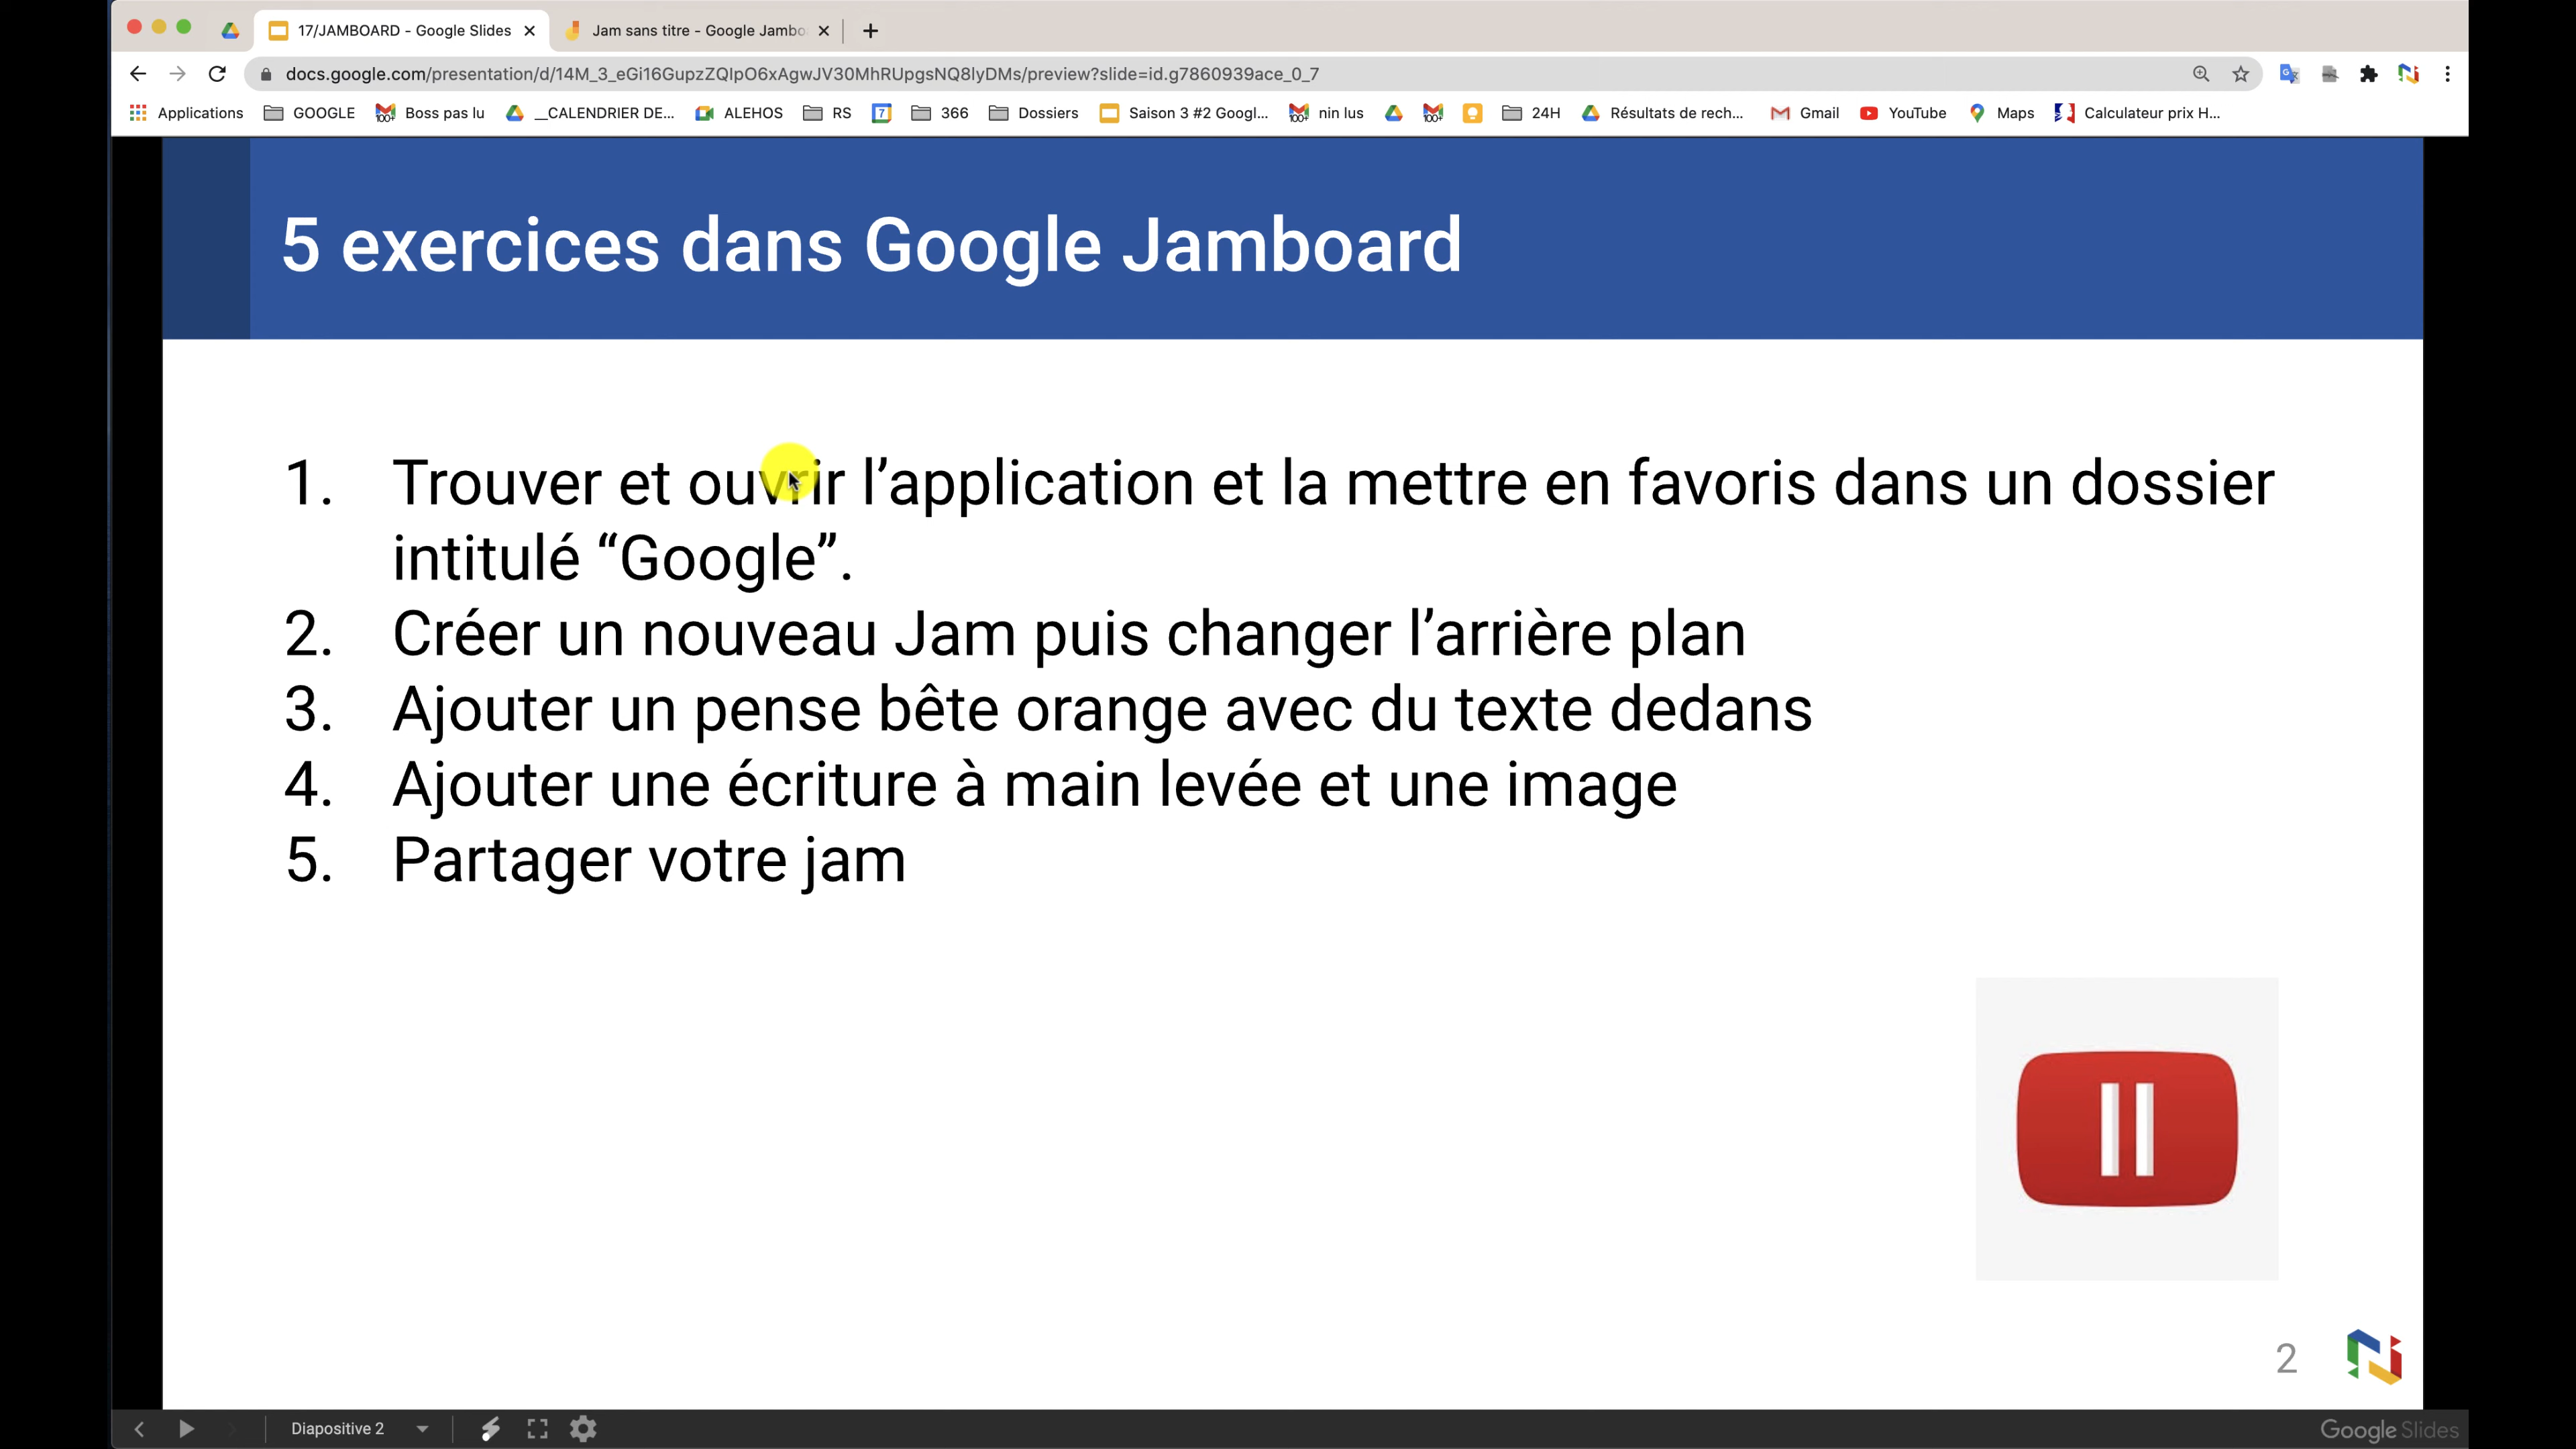 17/JAMBOARD - Google Slides
Jam sans titre - Google Jambo
docs.google.com/presentation/d/14M_3_eGi16GupzZQIpO6xAgwJV30MhRUpgsNQ8lyDMs/preview?slide=id.g7860939ace_0_7
Applications GOOGLE Boss pas lu __CALENDRIER DE... ALEHOS RS 7 366 Dossiers Saison 3 #2 Googl... nin lus 24H Résultats de rech... Gmail YouTube Maps Calculateur prix H...
5 exercices dans Google Jamboard
1. Trouver et ouvrir l’application et la mettre en favoris dans un dossier
intitulé “Google”.
2. Créer un nouveau Jam puis changer l’arrière plan
3. Ajouter un pense bête orange avec du texte dedans
4. Ajouter une écriture à main levée et une image
5. Partager votre jam
2
Diapositive 2
Google Slides